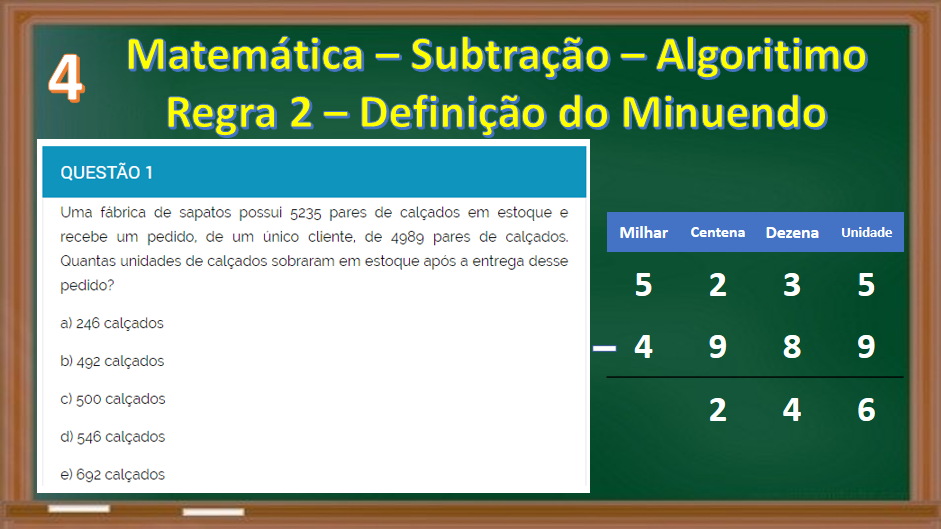 4
Matemática – Subtração – Algoritimo
Regra 2 – Definição do Minuendo
QUESTÃO 1
Uma fábrica de sapatos possui 5235 pares de calçados em estoque e
recebe um pedido, de um único cliente, de 4989 pares de calçados.
Quantas unidades de calçados sobraram em estoque após a entrega desse
pedido?
a) 246 calçados
b) 492 calçados
c) 500 calçados
d) 546 calçados
e) 692 calçados
Milhar Centena Dezena Unidade
5 2 3 5
– 4 9 8 9
2 4 6